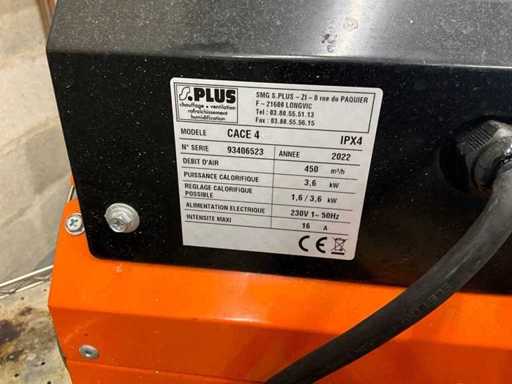 S.PLUS
chauffage • ventilation
rafraîchissement
humidification
SMG S.PLUS – ZI – 8 rue du PAQUIER
F – 21600 LONGVIC
Tel : 03.80.55.51.13
Fax : 03.80.56.56.15
MODELE CACE 4 IPX4
N° SERIE 93406523 ANNEE 2022
DEBIT D'AIR 450 m³/h
PUISSANCE CALORIFIQUE 3,6 kW
REGLAGE CALORIFIQUE POSSIBLE 1,6 / 3,6 kW
ALIMENTATION ELECTRIQUE 230V 1~ 50Hz
INTENSITE MAXI 16 A
CE